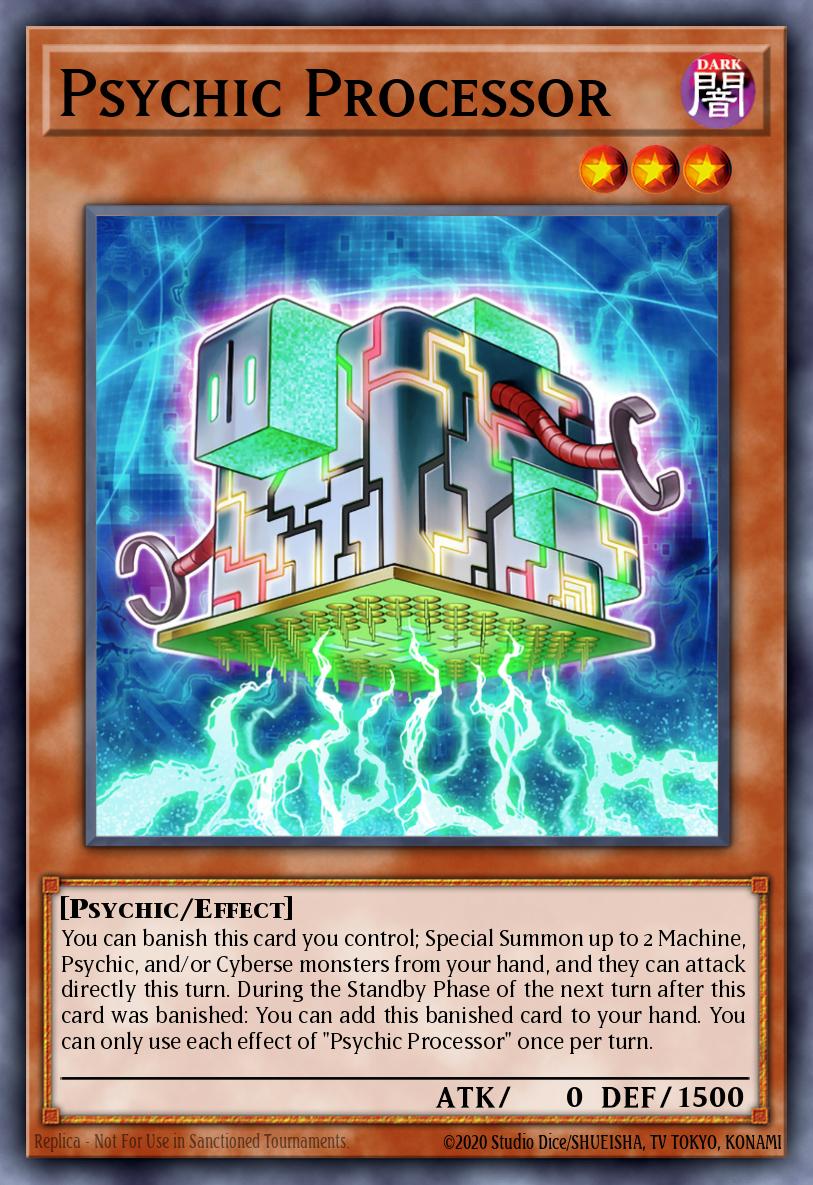 Psychic Processor
DARK
闇
[Psychic/Effect]
You can banish this card you control; Special Summon up to 2 Machine,
Psychic, and/or Cyberse monsters from your hand, and they can attack
directly this turn. During the Standby Phase of the next turn after this
card was banished: You can add this banished card to your hand. You
can only use each effect of "Psychic Processor" once per turn.
ATK/ 0 DEF/1500
Replica - Not For Use in Sanctioned Tournaments.
©2020 Studio Dice/SHUEISHA, TV TOKYO, KONAMI